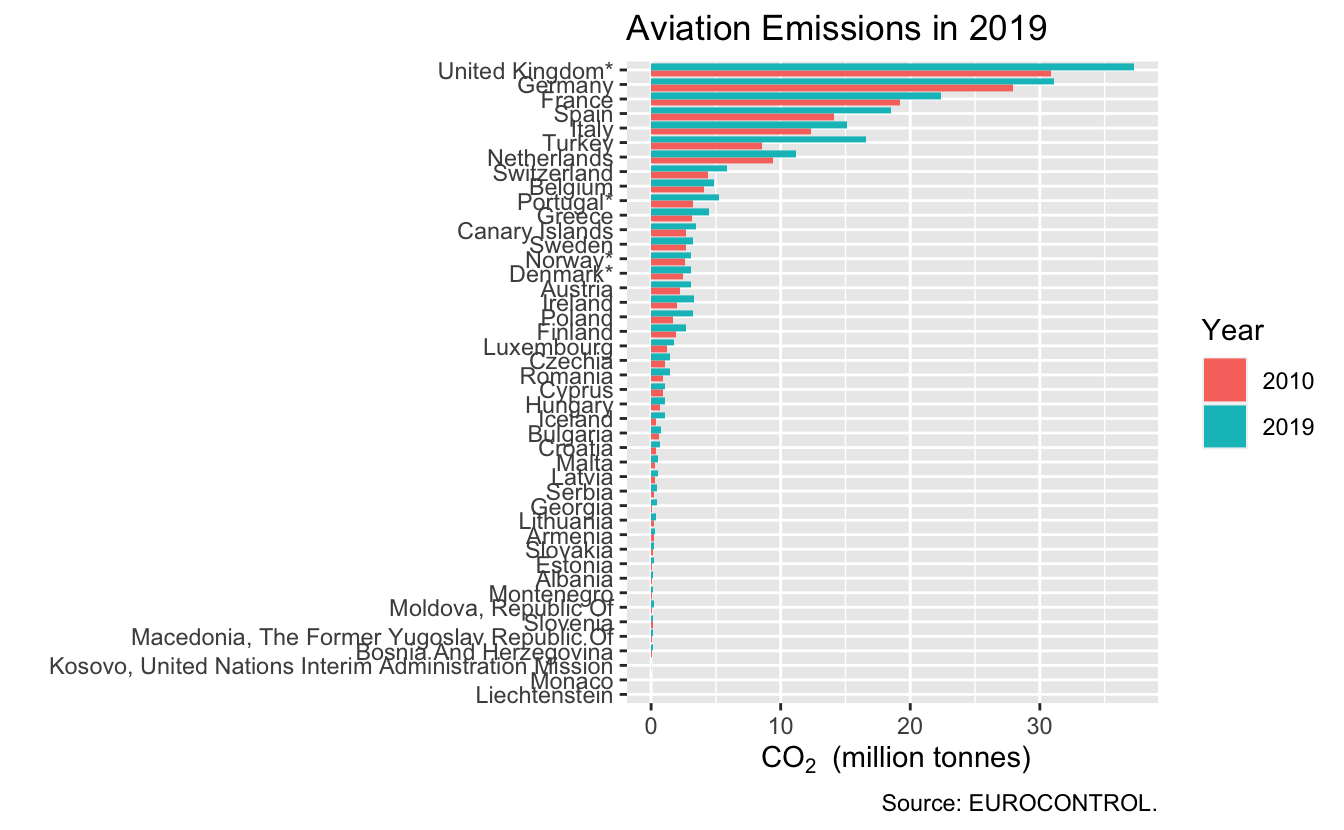 Aviation Emissions in 2019
United Kingdom*
Germany
France
Spain
Italy
Turkey
Netherlands
Switzerland
Belgium
Portugal*
Greece
Canary Islands
Sweden
Norway*
Denmark*
Austria
Ireland
Poland
Finland
Luxembourg
Czechia
Romania
Cyprus
Hungary
Iceland
Bulgaria
Croatia
Malta
Latvia
Serbia
Georgia
Lithuania
Armenia
Slovakia
Estonia
Albania
Montenegro
Moldova, Republic Of
Slovenia
Macedonia, The Former Yugoslav Republic Of
Bosnia And Herzegovina
Kosovo, United Nations Interim Administration Mission
Monaco
Liechtenstein
0 10 20 30
CO₂ (million tonnes)
Year
2010
2019
Source: EUROCONTROL.